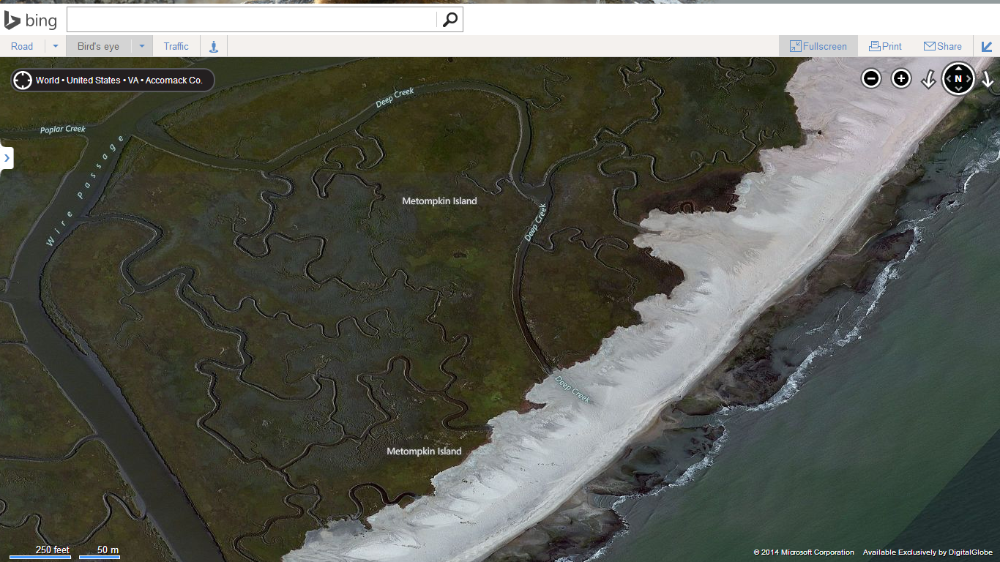 bing
Road
Bird's eye
Traffic
Fullscreen
Print
Share
World • United States • VA • Accomack Co.
N
Deep Creek
Poplar Creek
Wire Passage
Metompkin Island
Deep Creek
Deep Creek
Metompkin Island
250 feet
50 m
© 2014 Microsoft Corporation
Available Exclusively by DigitalGlobe